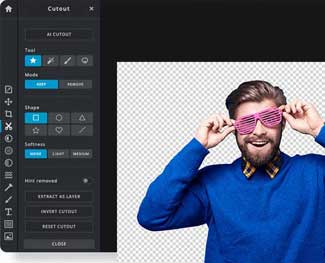 Cutout
AI CUTOUT
Tool
Mode
KEEP REMOVE
Shape
Softness
NONE LIGHT MEDIUM
Hint removed
EXTRACT AS LAYER
INVERT CUTOUT
RESET CUTOUT
CLOSE